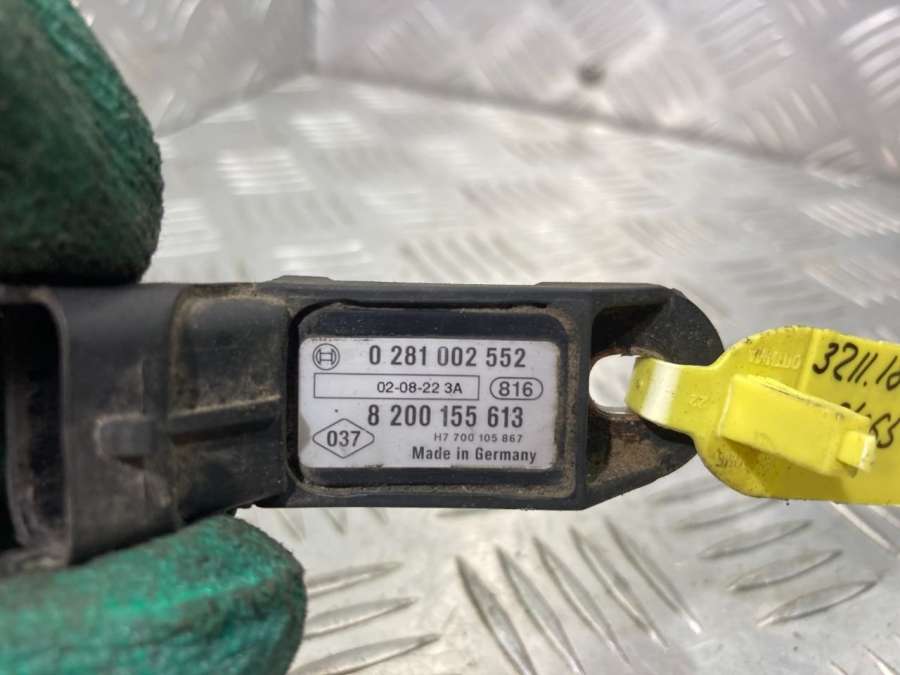 0 281 002 552
02-08-22 3A
816
8 200 155 613
037
H7 700 105 867
Made in Germany
3211.10